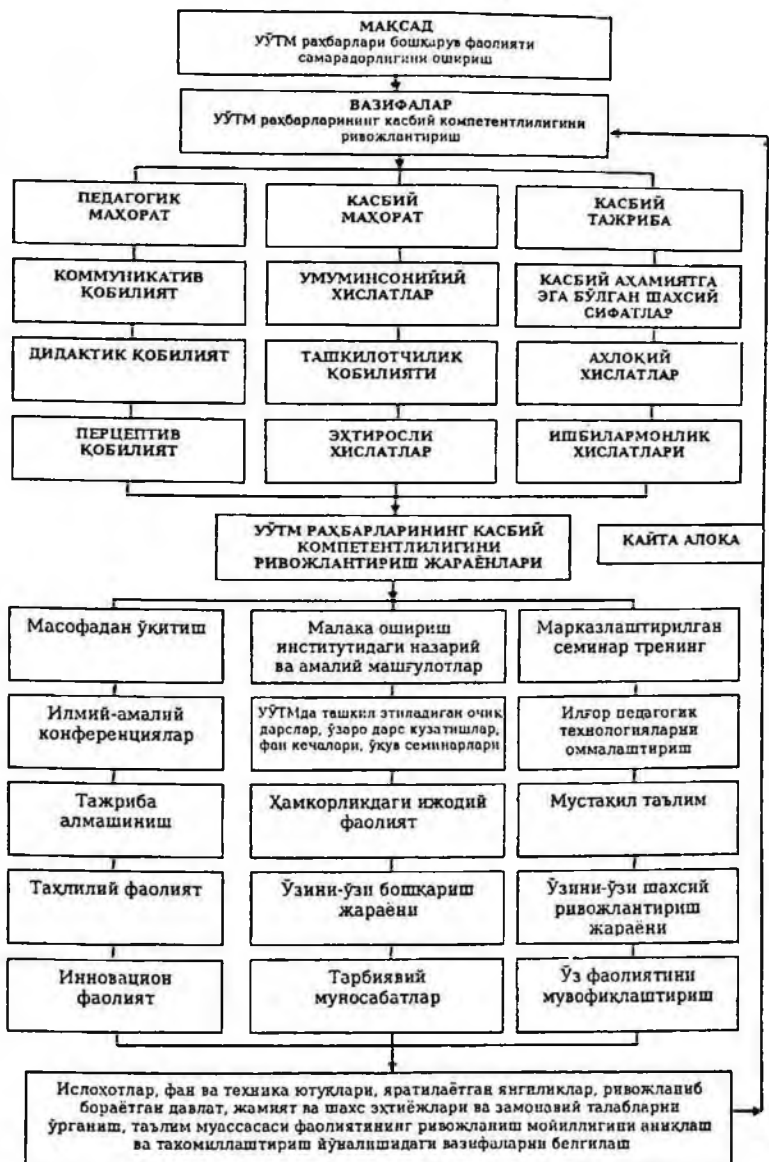 МАҚСАД
УЎТМ раҳбарлари бошқарув фаолияти
самарадорлигини ошириш
ВАЗИФАЛАР
УЎТМ раҳбарларининг касбий компетентлилигини
ривожлантириш
ПЕДАГОГИК
МАҲОРАТ
КАСБИЙ
МАҲОРАТ
КАСБИЙ
ТАЖРИБА
КОММУНИКАТИВ
ҚОБИЛИЯТ
УМУМИНСОНИЙИЙ
ХИСЛАТЛАР
КАСБИЙ АҲАМИЯТГА
ЭГА БЎЛГАН ШАХСИЙ
СИФАТЛАР
ДИДАКТИК ҚОБИЛИЯТ
ТАШКИЛОТЧИЛИК
ҚОБИЛИЯТИ
АХЛОҚИЙ
ХИСЛАТЛАР
ПЕРЦЕПТИВ
ҚОБИЛИЯТ
ЭҲТИРОСЛИ
ХИСЛАТЛАР
ИШБИЛАРМОНЛИК
ХИСЛАТЛАРИ
УЎТМ РАҲБАРЛАРИНИНГ КАСБИЙ
КОМПЕТЕНТЛИЛИГИНИ
РИВОЖЛАНТИРИШ ЖАРАЁНЛАРИ
ҚАЙТА АЛОҚА
Масофадан ўқитиш
Малака ошириш
институтидаги назарий
ва амалий машғулотлар
Марказлаштирилган
семинар тренинг
Илмий-амалий
конференциялар
УЎТМда ташкил этиладиган очиқ
дарслар, ўзаро дарс кузатишлар,
фан кечалари, ўқув семинарлари
Илғор педагогик
технологияларни
оммалаштириш
Тажриба
алмашиниш
Ҳамкорликдаги ижодий
фаолият
Мустақил таълим
Таҳлилий фаолият
Ўзини-ўзи бошқариш
жараёни
Ўзини-ўзи шахсий
ривожлантириш
жараёни
Инновацион
фаолият
Тарбиявий
муносабатлар
Ўз фаолиятини
мувофиқлаштириш
Ислоҳотлар, фан ва техника ютуқлари, яратилаётган янгиликлар, ривожланиб
бораётган давлат, жамият ва шахс эҳтиёжлари ва замонавий талабларни
ўрганиш, таълим муассасаси фаолиятининг ривожланиш мойиллигини аниқлаш
ва такомиллаштириш йўналишидаги вазифаларни белгилаш